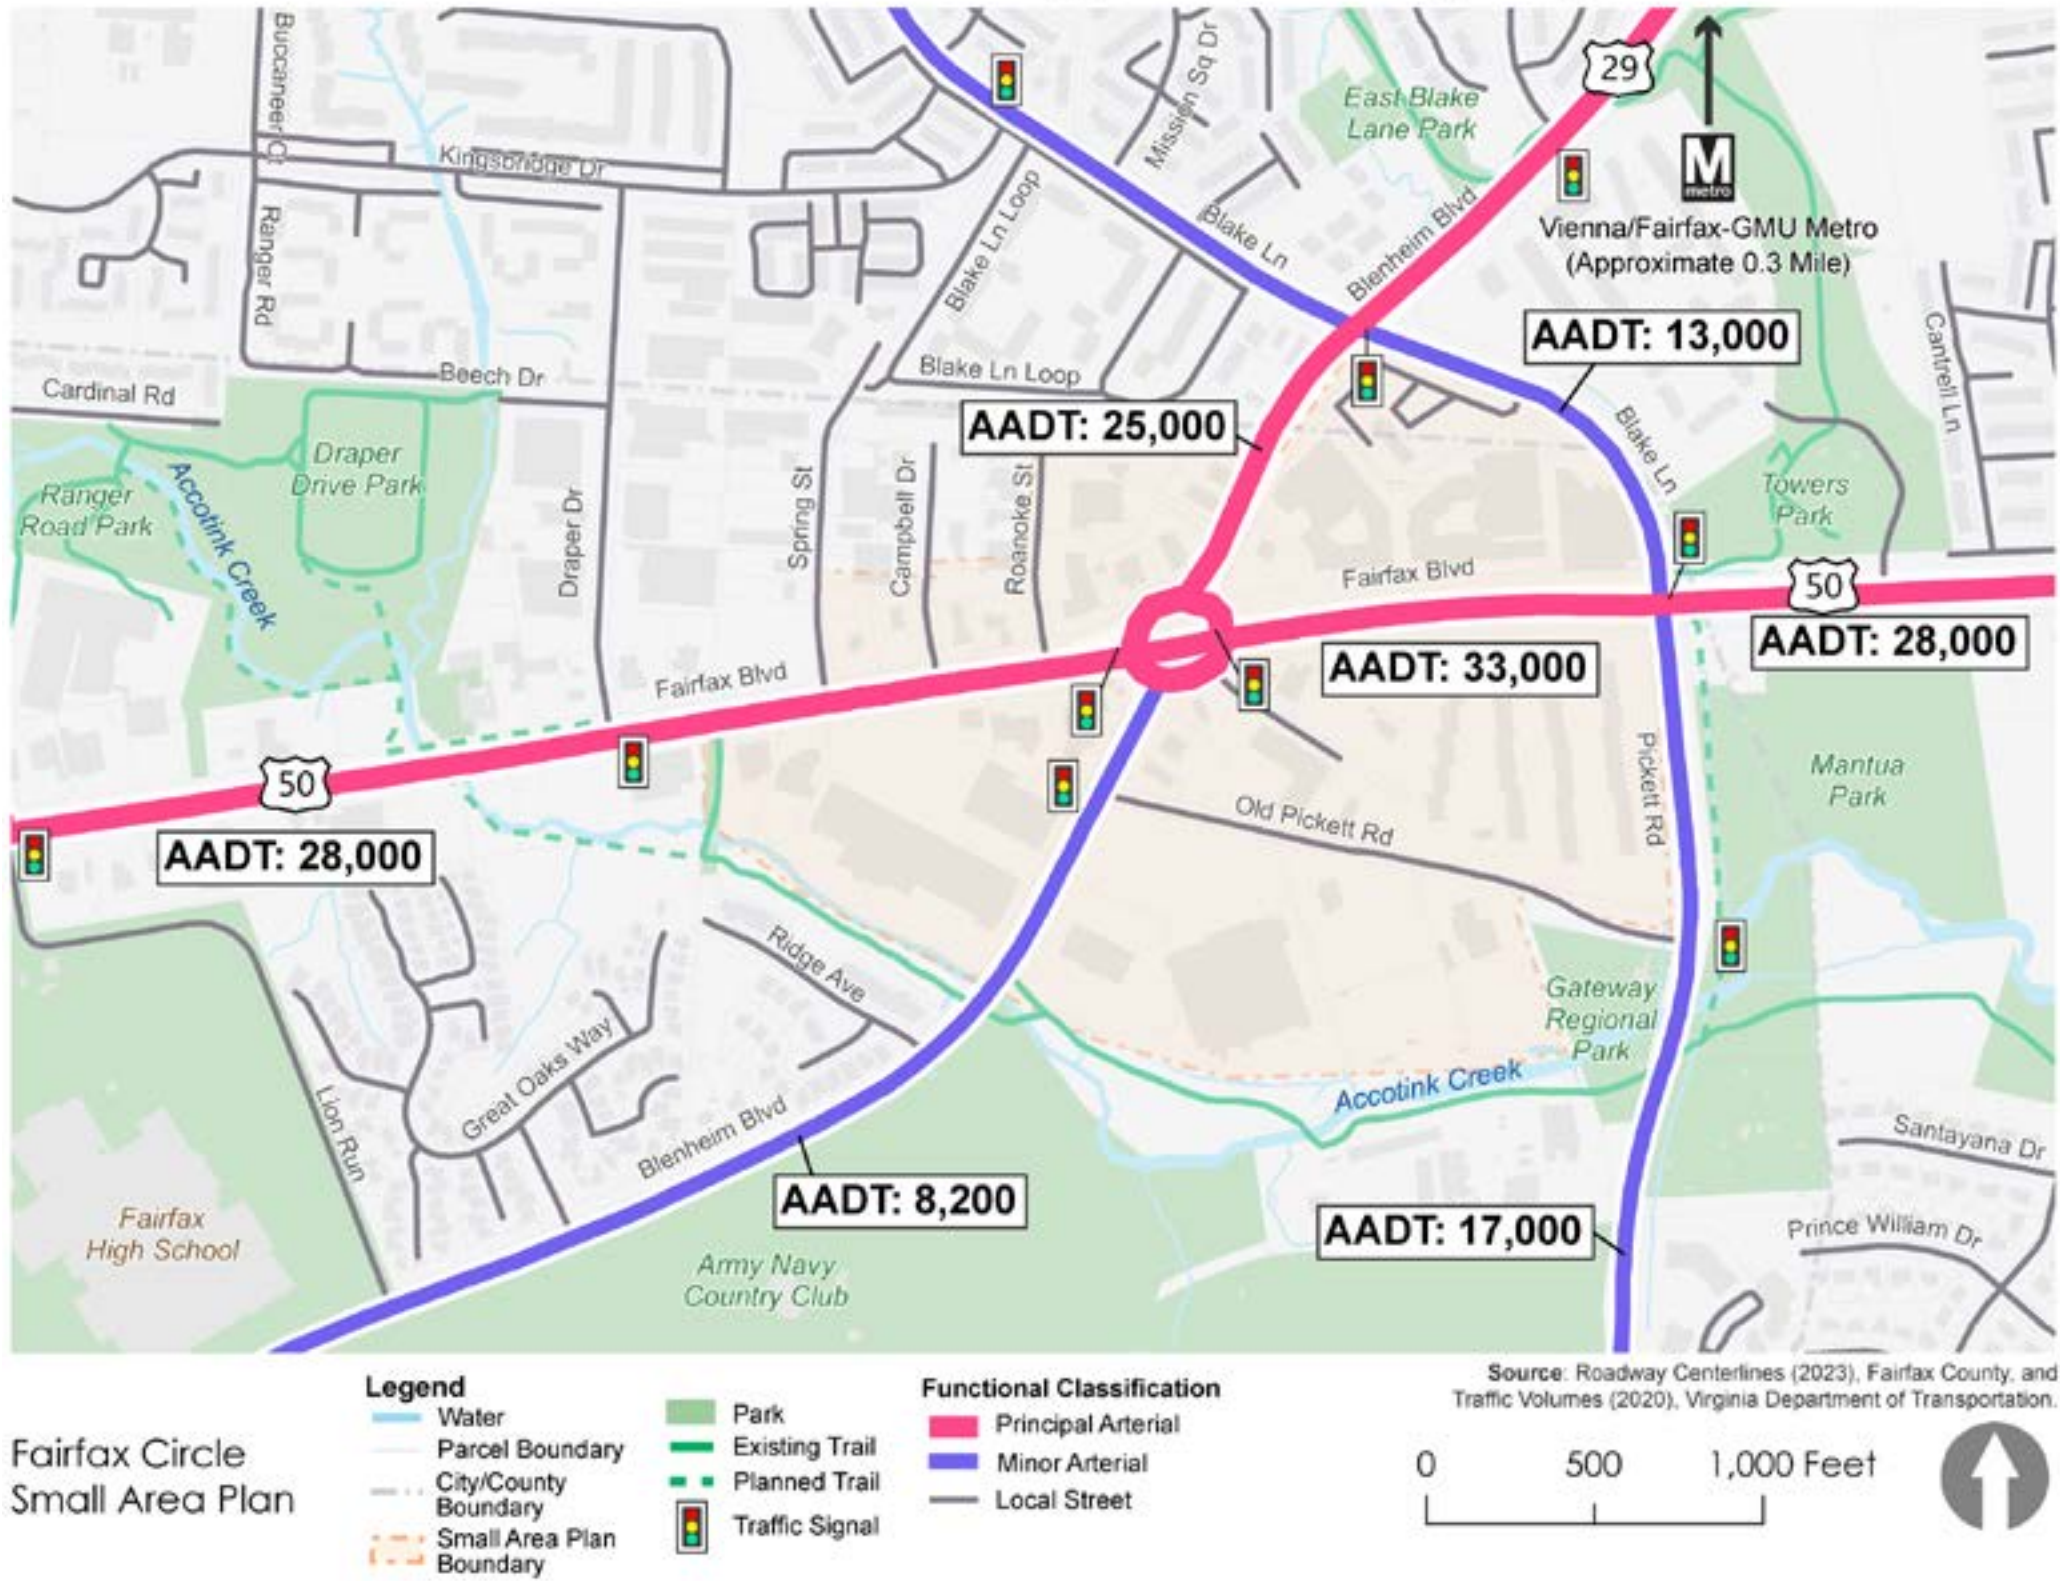 Buccaneer Ct
Mission Sq Dr
29
East Blake
Lane Park
Kingsbridge Dr
M
metro
Vienna/Fairfax-GMU Metro
(Approximate 0.3 Mile)
Ranger Rd
Blake Ln Loop
Blake Ln
Blenheim Blvd
AADT: 13,000
Cantrell Ln
Cardinal Rd
Beech Dr
Blake Ln Loop
AADT: 25,000
Blake Ln
Draper
Drive Park
Ranger
Road Park
Accotink Creek
Draper Dr
Spring St
Campbell Dr
Roanoke St
Towers
Park
Fairfax Blvd
50
AADT: 28,000
Fairfax Blvd
AADT: 33,000
50
AADT: 28,000
Old Pickett Rd
Pickett Rd
Mantua
Park
Ridge Ave
Gateway
Regional
Park
Great Oaks Way
Lion Run
Accotink Creek
Blenheim Blvd
Santayana Dr
AADT: 8,200
AADT: 17,000
Prince William Dr
Fairfax
High School
Army Navy
Country Club
Fairfax Circle
Small Area Plan
Legend
Water
Parcel Boundary
City/County
Boundary
Small Area Plan
Boundary
Park
Existing Trail
Planned Trail
Traffic Signal
Functional Classification
Principal Arterial
Minor Arterial
Local Street
Source: Roadway Centerlines (2023), Fairfax County, and
Traffic Volumes (2020), Virginia Department of Transportation.
0 500 1,000 Feet